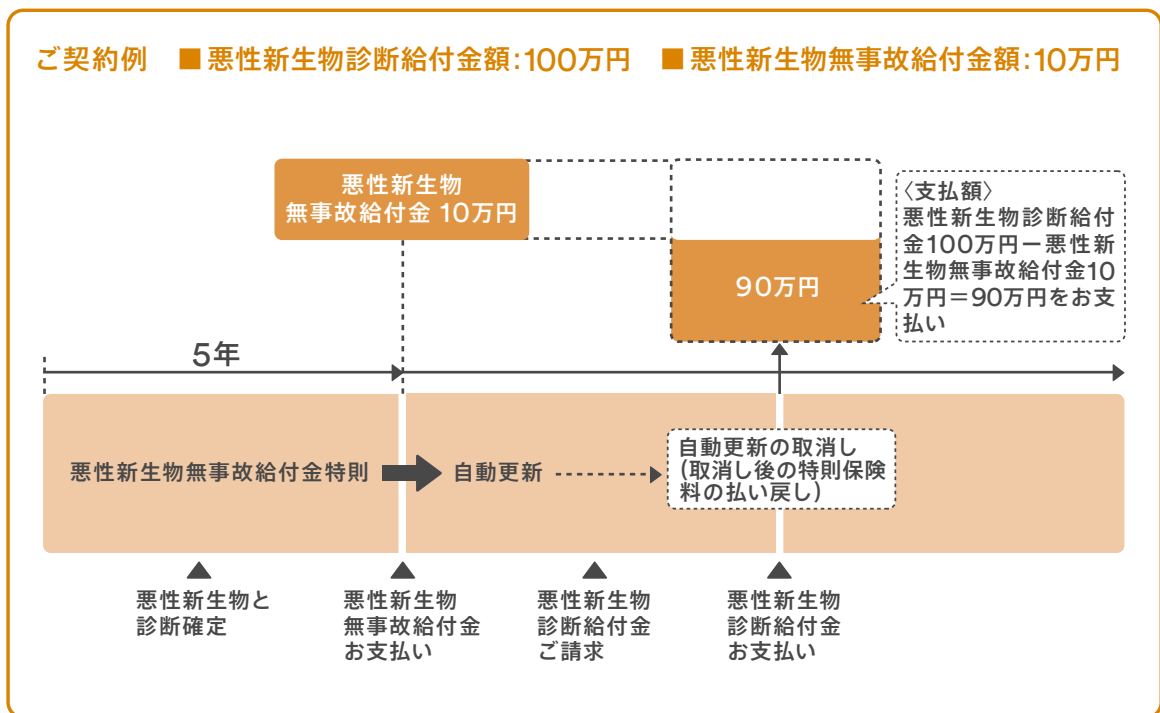 ご契約例 ■悪性新生物診断給付金額:100万円 ■悪性新生物無事故給付金額:10万円
悪性新生物
無事故給付金 10万円
90万円
〈支払額〉
悪性新生物診断給付
金100万円－悪性新
生物無事故給付金10
万円＝90万円をお支
払い
5年
悪性新生物無事故給付金特則
自動更新
自動更新の取消し
(取消し後の特則保険
料の払い戻し)
悪性新生物と
診断確定
悪性新生物
無事故給付金
お支払い
悪性新生物
診断給付金
ご請求
悪性新生物
診断給付金
お支払い